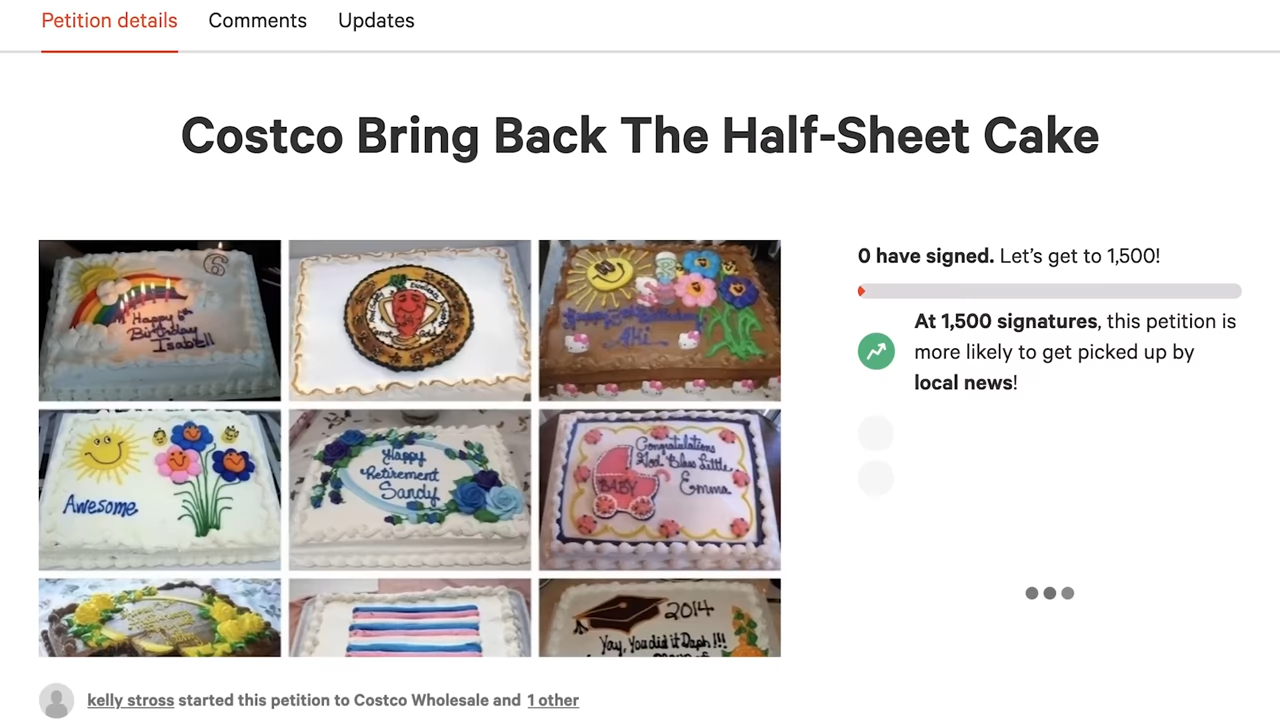 Petition details Comments Updates
Costco Bring Back The Half-Sheet Cake
6
Happy 6th
Birthday
Isabell
0 have signed. Let’s get to 1,500!
At 1,500 signatures, this petition is
more likely to get picked up by
local news!
Awesome
Happy
Retirement
Sandy
Congratulations
God Bless Little
Emma
BABY
2014
Yay, You did it Daph!!!
kelly stross started this petition to Costco Wholesale and 1 other